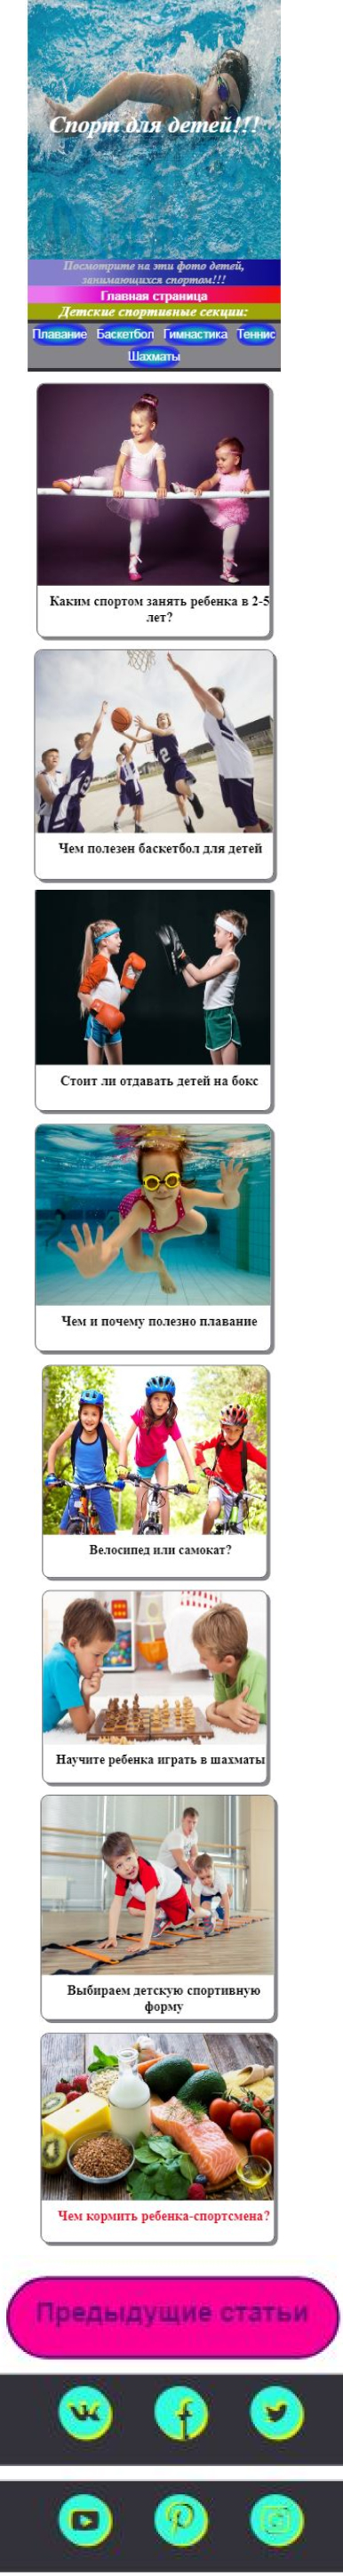 Спорт для детей!!!
Посмотрите на эти фото детей,
занимающихся спортом!!!
Главная страница
Детские спортивные секции:
Плавание Баскетбол Гимнастика Теннис
Шахматы
Каким спортом занять ребенка в 2-5
лет?
Чем полезен баскетбол для детей
Стоит ли отдавать детей на бокс
Чем и почему полезно плавание
Велосипед или самокат?
Научите ребенка играть в шахматы
Выбираем детскую спортивную
форму
Чем кормить ребенка-спортсмена?
Предыдущие статьи